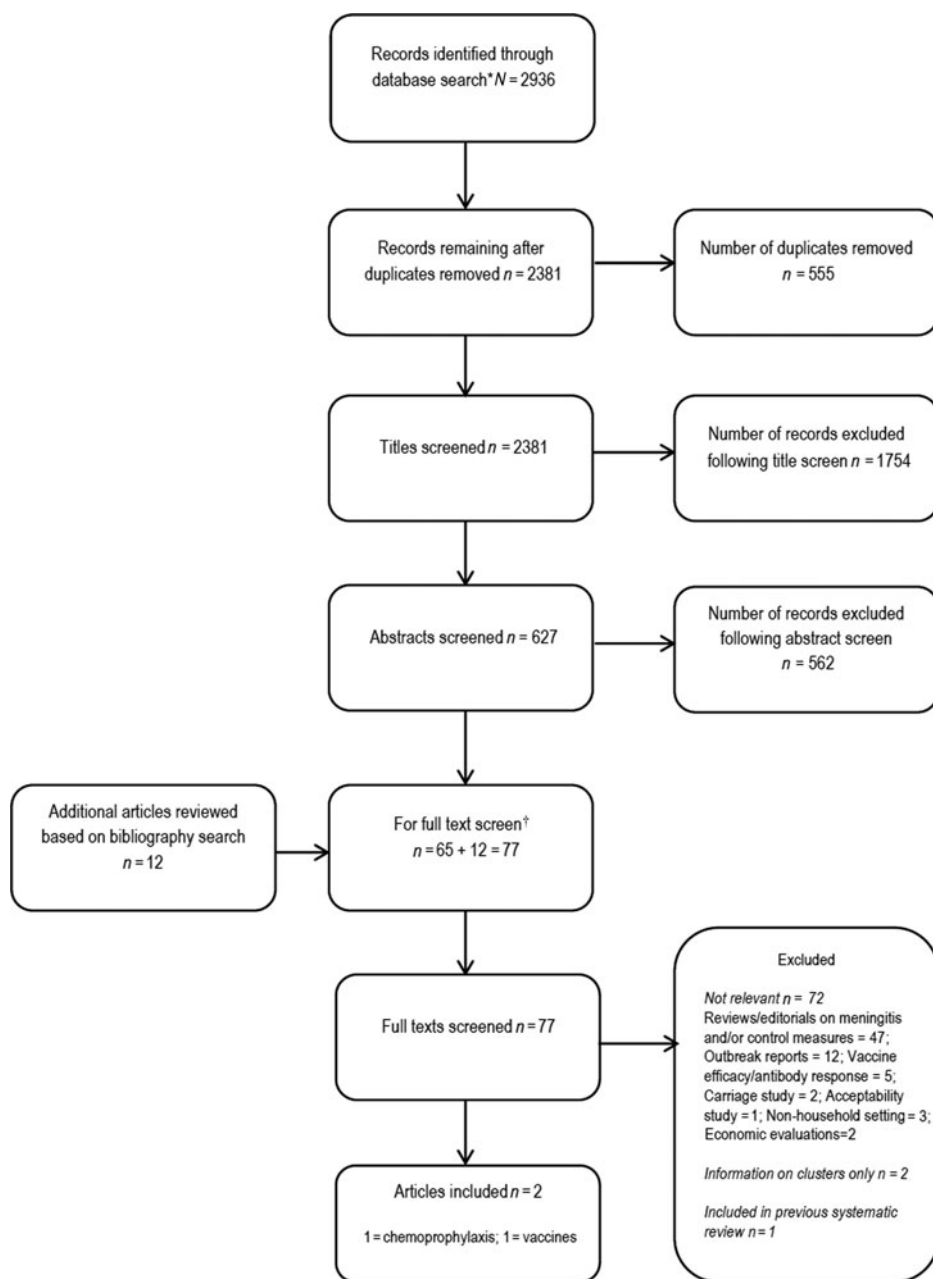 Records identified through
database search* N = 2936
Records remaining after
duplicates removed n = 2381
Number of duplicates removed
n = 555
Titles screened n = 2381
Number of records excluded
following title screen n = 1754
Abstracts screened n = 627
Number of records excluded
following abstract screen
n = 562
Additional articles reviewed
based on bibliography search
n = 12
For full text screen†
n = 65 + 12 = 77
Full texts screened n = 77
Excluded
Not relevant n = 72
Reviews/editorials on meningitis
and/or control measures = 47;
Outbreak reports = 12; Vaccine
efficacy/antibody response = 5;
Carriage study = 2; Acceptability
study = 1; Non-household setting = 3;
Economic evaluations=2
Information on clusters only n = 2
Included in previous systematic
review n = 1
Articles included n = 2
1 = chemoprophylaxis; 1 = vaccines